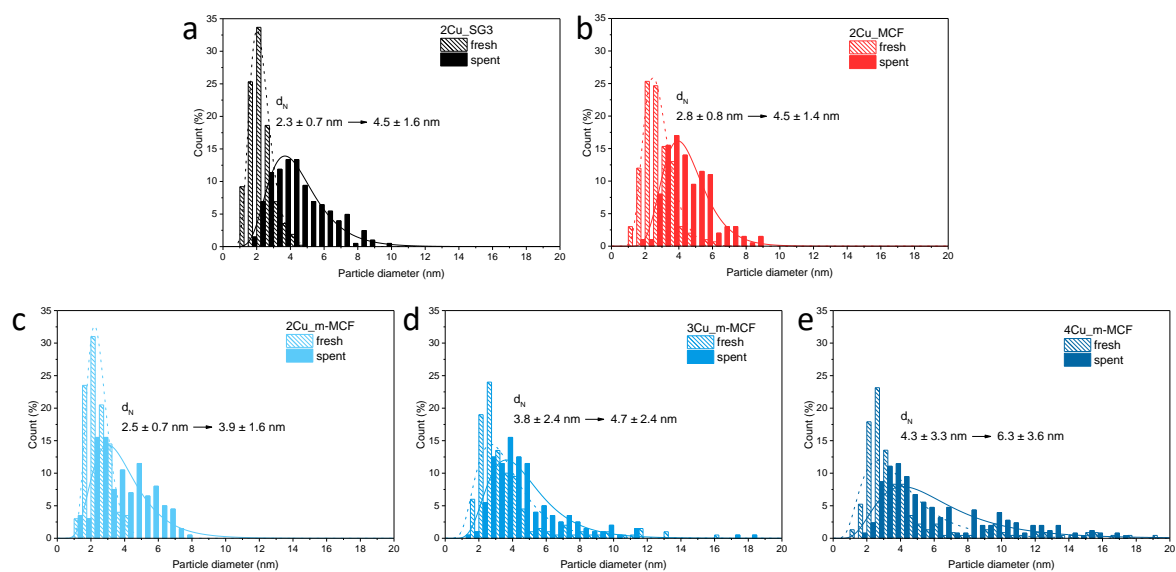 a
2Cu_SG3
fresh
spent
d_N
2.3 ± 0.7 nm → 4.5 ± 1.6 nm
Count (%)
35
30
25
20
15
10
5
0
0 2 4 6 8 10 12 14 16 18 20
Particle diameter (nm)
b
2Cu_MCF
fresh
spent
d_N
2.8 ± 0.8 nm → 4.5 ± 1.4 nm
Count (%)
35
30
25
20
15
10
5
0
0 2 4 6 8 10 12 14 16 18 20
Particle diameter (nm)
c
2Cu_m-MCF
fresh
spent
d_N
2.5 ± 0.7 nm → 3.9 ± 1.6 nm
Count (%)
35
30
25
20
15
10
5
0
0 2 4 6 8 10 12 14 16 18 20
Particle diameter (nm)
d
3Cu_m-MCF
fresh
spent
d_N
3.8 ± 2.4 nm → 4.7 ± 2.4 nm
Count (%)
35
30
25
20
15
10
5
0
0 2 4 6 8 10 12 14 16 18 20
Particle diameter (nm)
e
4Cu_m-MCF
fresh
spent
d_N
4.3 ± 3.3 nm → 6.3 ± 3.6 nm
Count (%)
35
30
25
20
15
10
5
0
0 2 4 6 8 10 12 14 16 18 20
Particle diameter (nm)